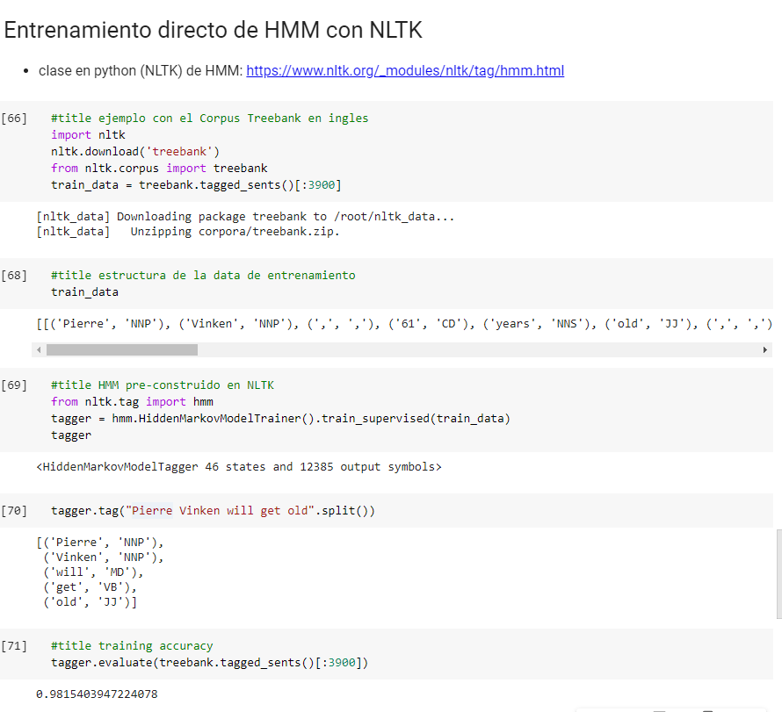 Entrenamiento directo de HMM con NLTK
• clase en python (NLTK) de HMM: https://www.nltk.org/_modules/nltk/tag/hmm.html
[66] #title ejemplo con el Corpus Treebank en ingles
import nltk
nltk.download('treebank')
from nltk.corpus import treebank
train_data = treebank.tagged_sents()[:3900]
[nltk_data] Downloading package treebank to /root/nltk_data...
[nltk_data]   Unzipping corpora/treebank.zip.
[68] #title estructura de la data de entrenamiento
train_data
[[('Pierre', 'NNP'), ('Vinken', 'NNP'), (',', ','), ('61', 'CD'), ('years', 'NNS'), ('old', 'JJ'), (',', ',')
[69] #title HMM pre-construido en NLTK
from nltk.tag import hmm
tagger = hmm.HiddenMarkovModelTrainer().train_supervised(train_data)
tagger
<HiddenMarkovModelTagger 46 states and 12385 output symbols>
[70] tagger.tag("Pierre Vinken will get old".split())
[('Pierre', 'NNP'),
('Vinken', 'NNP'),
('will', 'MD'),
('get', 'VB'),
('old', 'JJ')]
[71] #title training accuracy
tagger.evaluate(treebank.tagged_sents()[:3900])
0.9815403947224078